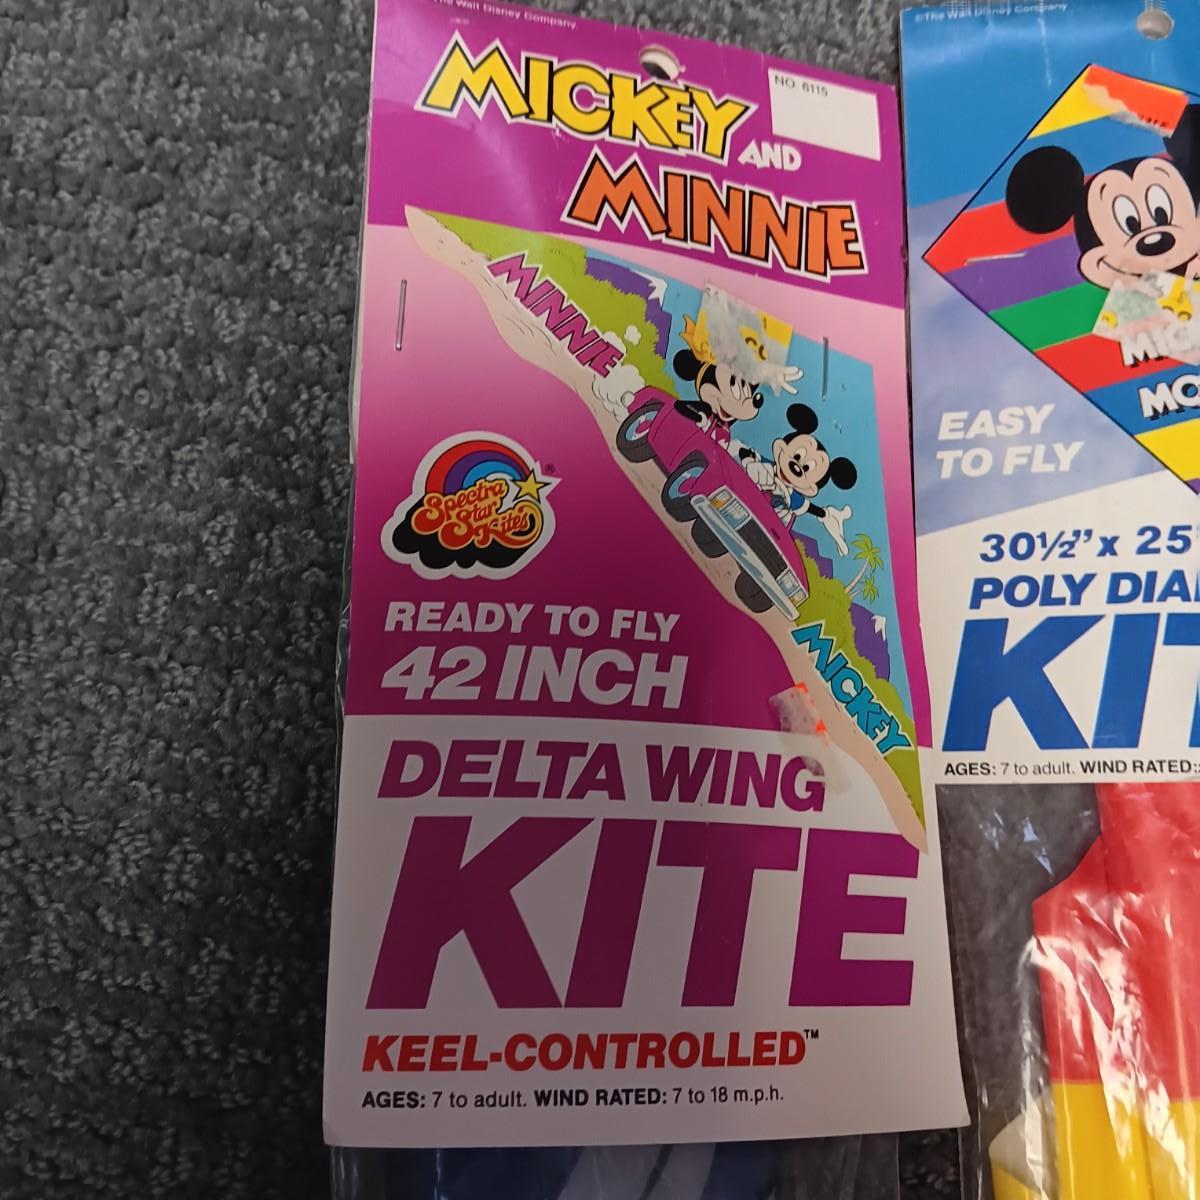 The Walt Disney Company.
MICKEY
AND
MINNIE
NO. 6115
MINNIE
MICKEY
Spectra
Star
Kites
®
READY TO FLY
42 INCH
DELTA WING
KITE
KEEL-CONTROLLED™
AGES: 7 to adult. WIND RATED: 7 to 18 m.p.h.
©The Walt Disney Company
EASY
TO FLY
30½" x 25
POLY DIA
KIT
AGES: 7 to adult. WIND RATED: